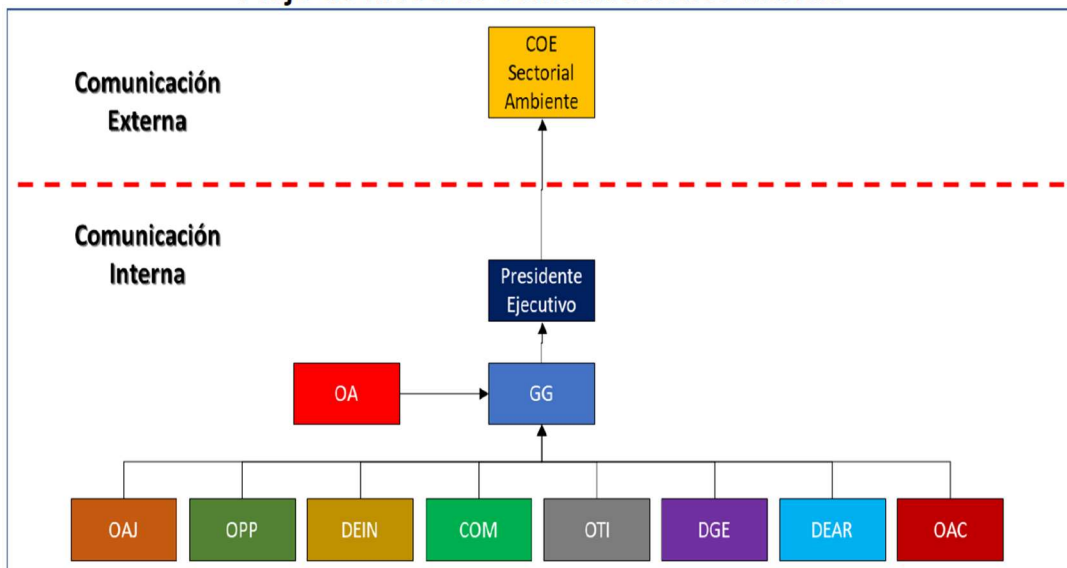 COE
Sectorial
Ambiente
Comunicación
Externa
Comunicación
Interna
Presidente
Ejecutivo
OA
GG
OAJ
OPP
DEIN
COM
OTI
DGE
DEAR
OAC